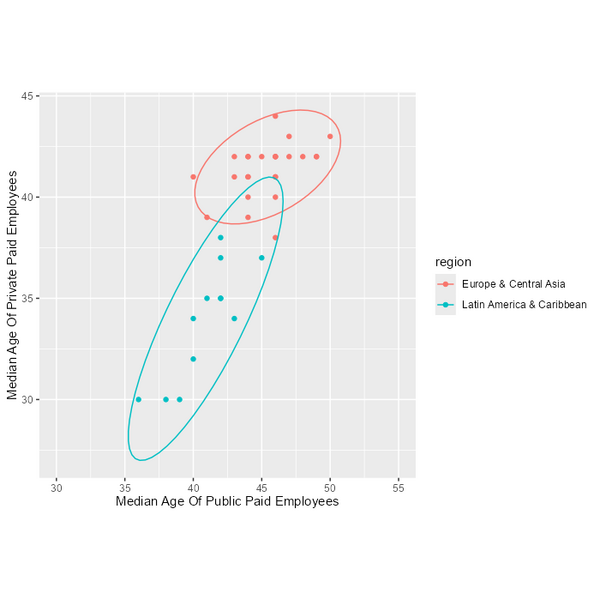 45
40
35
30
Median Age Of Private Paid Employees
30 35 40 45 50 55
Median Age Of Public Paid Employees
region
Europe & Central Asia
Latin America & Caribbean